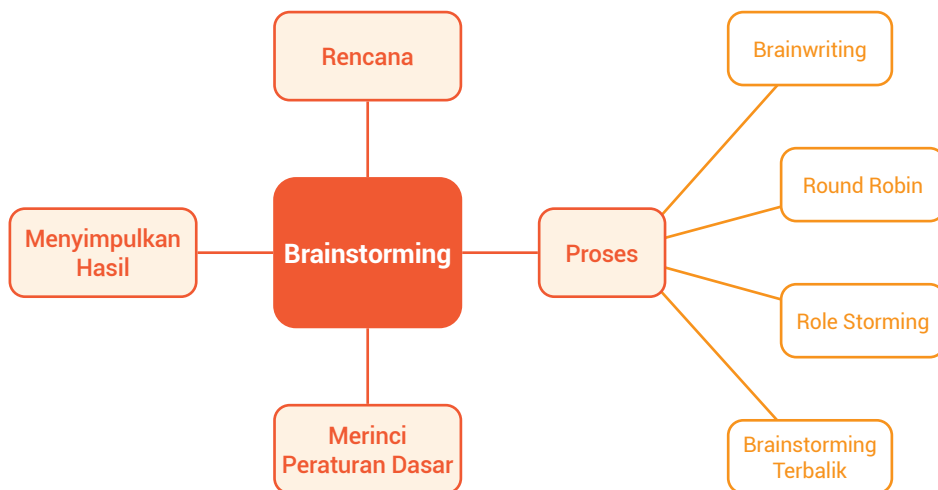 Rencana
Menyimpulkan
Hasil
Brainstorming
Merinci
Peraturan Dasar
Proses
Brainwriting
Round Robin
Role Storming
Brainstorming
Terbalik